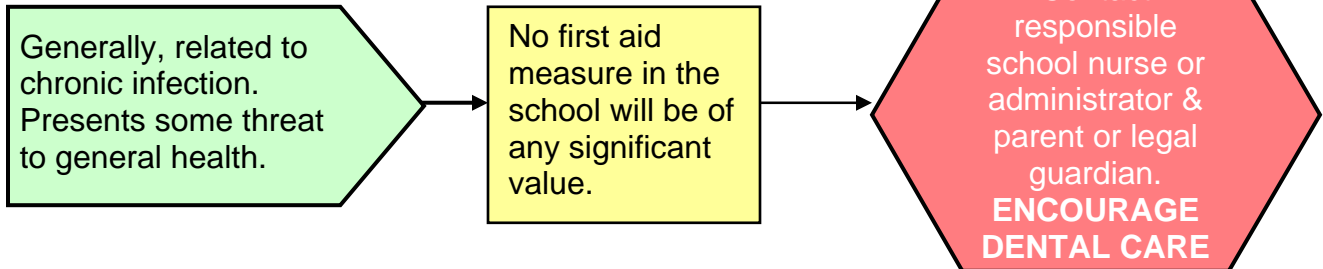 Generally, related to
chronic infection.
Presents some threat
to general health.
No first aid
measure in the
school will be of
any significant
value.
responsible
school nurse or
administrator &
parent or legal
guardian.
ENCOURAGE
DENTAL CARE